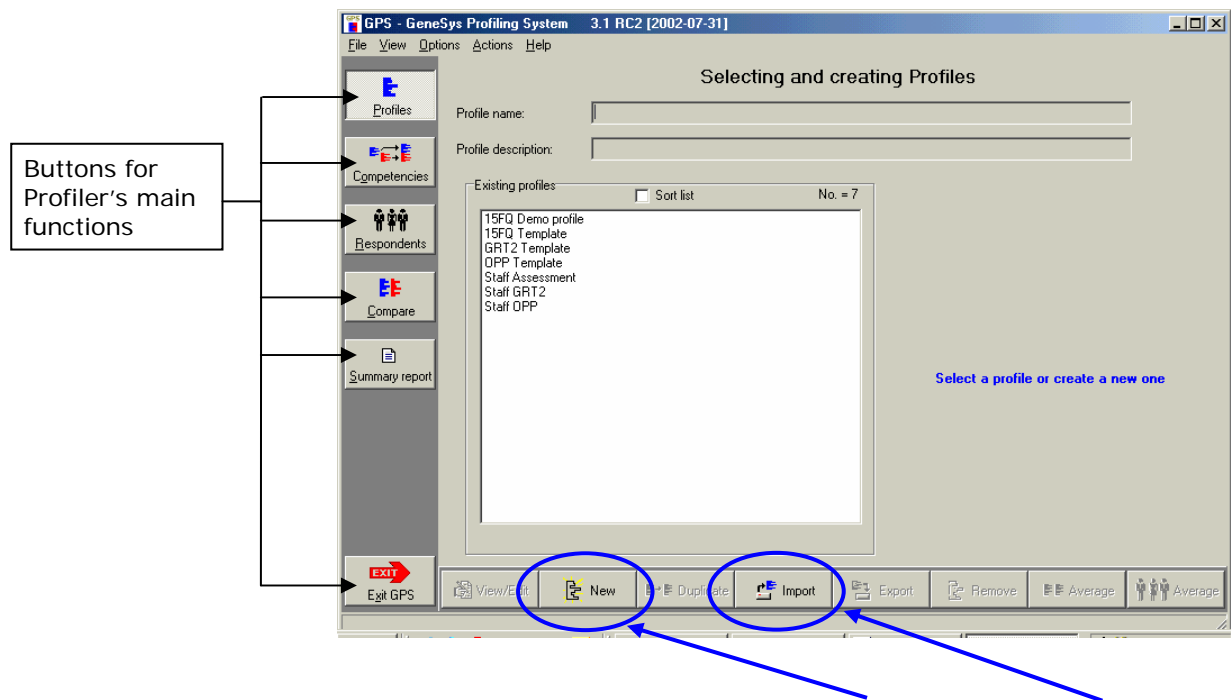 GPS - GeneSys Profiling System 3.1 RC2 [2002-07-31]
File View Options Actions Help
Selecting and creating Profiles
Profiles
Profile name:
Profile description:
Buttons for
Profiler's main
functions
Competencies
Existing profiles
Sort list
No. = 7
15FQ Demo profile
15FQ Template
GRT2 Template
OPP Template
Staff Assessment
Staff GRT2
Staff OPP
Respondents
Compare
Summary report
Select a profile or create a new one
EXIT
Exit GPS
View/Edit New Duplicate Import Export Remove Average Average